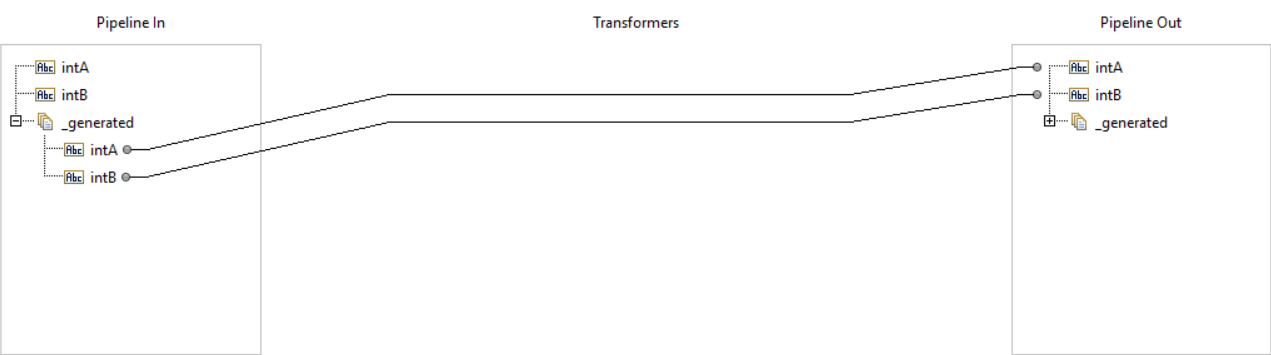 Pipeline In Transformers Pipeline Out
Abc intA Abc intA
Abc intB Abc intB
_generated _generated
Abc intA
Abc intB